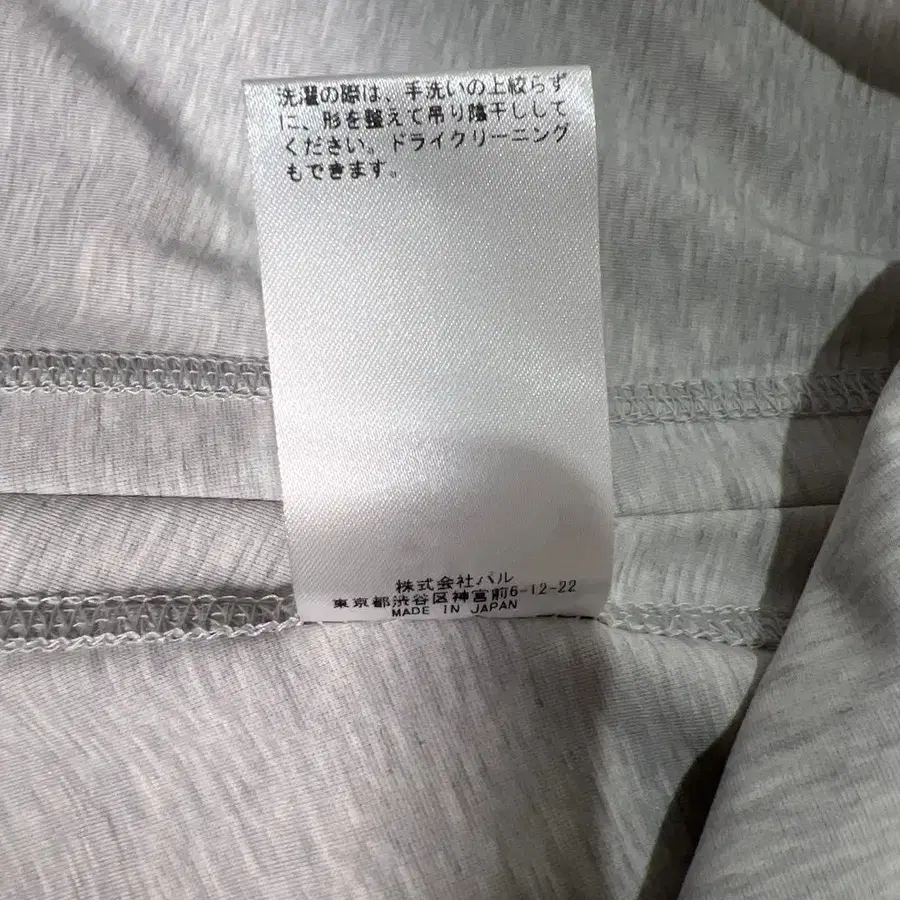 洗濯の際は、手洗いの上絞らず
に、形を整えて吊り陰干しして
ください。ドライクリーニング
もできます。
株式会社パル
東京都渋谷区神宮前6-12-22
MADE IN JAPAN